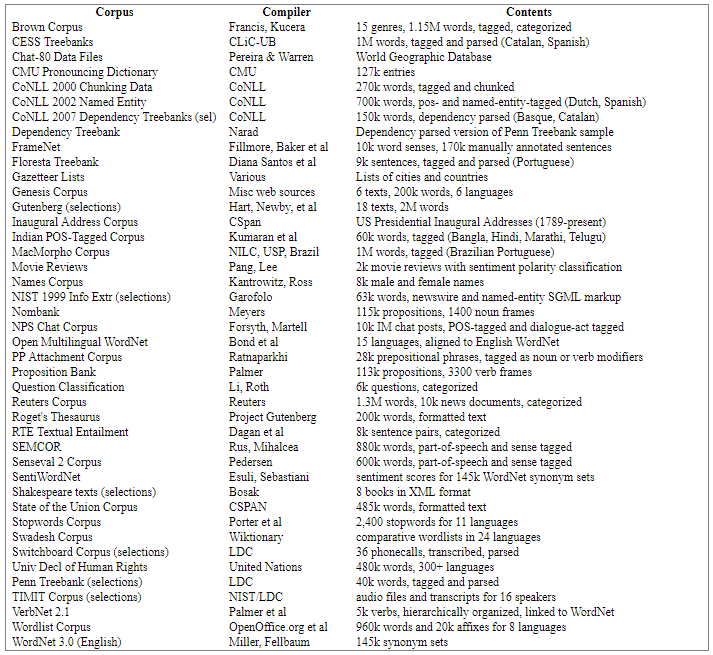 Corpus Compiler Contents
Brown Corpus Francis, Kucera 15 genres, 1.15M words, tagged, categorized
CESS Treebanks CLiC-UB 1M words, tagged and parsed (Catalan, Spanish)
Chat-80 Data Files Pereira & Warren World Geographic Database
CMU Pronouncing Dictionary CMU 127k entries
CoNLL 2000 Chunking Data CoNLL 270k words, tagged and chunked
CoNLL 2002 Named Entity CoNLL 700k words, pos- and named-entity-tagged (Dutch, Spanish)
CoNLL 2007 Dependency Treebanks (sel) CoNLL 150k words, dependency parsed (Basque, Catalan)
Dependency Treebank Narad Dependency parsed version of Penn Treebank sample
FrameNet Fillmore, Baker et al 10k word senses, 170k manually annotated sentences
Floresta Treebank Diana Santos et al 9k sentences, tagged and parsed (Portuguese)
Gazetteer Lists Various Lists of cities and countries
Genesis Corpus Misc web sources 6 texts, 200k words, 6 languages
Gutenberg (selections) Hart, Newby, et al 18 texts, 2M words
Inaugural Address Corpus CSpan US Presidential Inaugural Addresses (1789-present)
Indian POS-Tagged Corpus Kumaran et al 60k words, tagged (Bangla, Hindi, Marathi, Telugu)
MacMorpho Corpus NILC, USP, Brazil 1M words, tagged (Brazilian Portuguese)
Movie Reviews Pang, Lee 2k movie reviews with sentiment polarity classification
Names Corpus Kantrowitz, Ross 8k male and female names
NIST 1999 Info Extr (selections) Garofolo 63k words, newswire and named-entity SGML markup
Nombank Meyers 115k propositions, 1400 noun frames
NPS Chat Corpus Forsyth, Martell 10k IM chat posts, POS-tagged and dialogue-act tagged
Open Multilingual WordNet Bond et al 15 languages, aligned to English WordNet
PP Attachment Corpus Ratnaparkhi 28k prepositional phrases, tagged as noun or verb modifiers
Proposition Bank Palmer 113k propositions, 3300 verb frames
Question Classification Li, Roth 6k questions, categorized
Reuters Corpus Reuters 1.3M words, 10k news documents, categorized
Roget's Thesaurus Project Gutenberg 200k words, formatted text
RTE Textual Entailment Dagan et al 8k sentence pairs, categorized
SEMCOR Rus, Mihalcea 880k words, part-of-speech and sense tagged
Senseval 2 Corpus Pedersen 600k words, part-of-speech and sense tagged
SentiWordNet Esuli, Sebastiani sentiment scores for 145k WordNet synonym sets
Shakespeare texts (selections) Bosak 8 books in XML format
State of the Union Corpus CSPAN 485k words, formatted text
Stopwords Corpus Porter et al 2,400 stopwords for 11 languages
Swadesh Corpus Wiktionary comparative wordlists in 24 languages
Switchboard Corpus (selections) LDC 36 phonecalls, transcribed, parsed
Univ Decl of Human Rights United Nations 480k words, 300+ languages
Penn Treebank (selections) LDC 40k words, tagged and parsed
TIMIT Corpus (selections) NIST/LDC audio files and transcripts for 16 speakers
VerbNet 2.1 Palmer et al 5k verbs, hierarchically organized, linked to WordNet
Wordlist Corpus OpenOffice.org et al 960k words and 20k affixes for 8 languages
WordNet 3.0 (English) Miller, Fellbaum 145k synonym sets